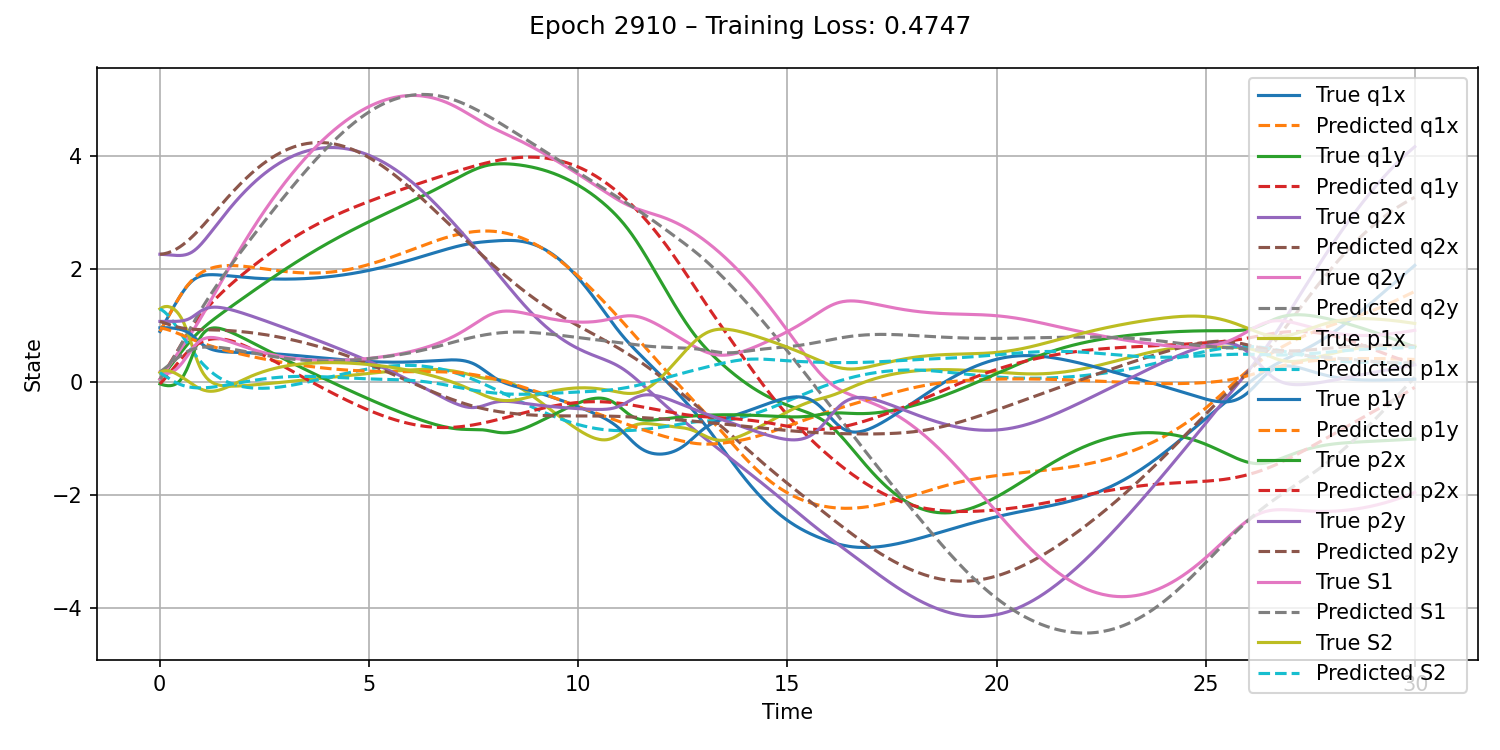 Epoch 2910 – Training Loss: 0.4747
State
4
2
0
−2
−4
0
5
10
15
20
25
30
Time
True q1x
Predicted q1x
True q1y
Predicted q1y
True q2x
Predicted q2x
True q2y
Predicted q2y
True p1x
Predicted p1x
True p1y
Predicted p1y
True p2x
Predicted p2x
True p2y
Predicted p2y
True S1
Predicted S1
True S2
Predicted S2